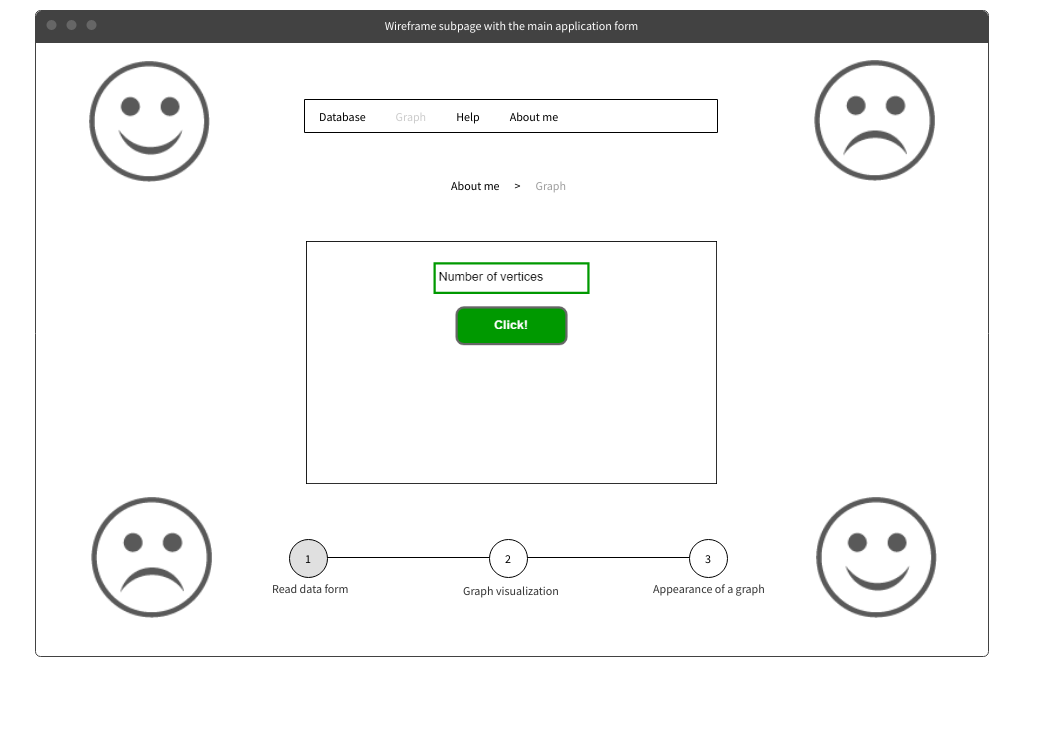 Wireframe subpage with the main application form
Database Graph Help About me
About me > Graph
Number of vertices
Click!
1 2 3
Read data form Graph visualization Appearance of a graph